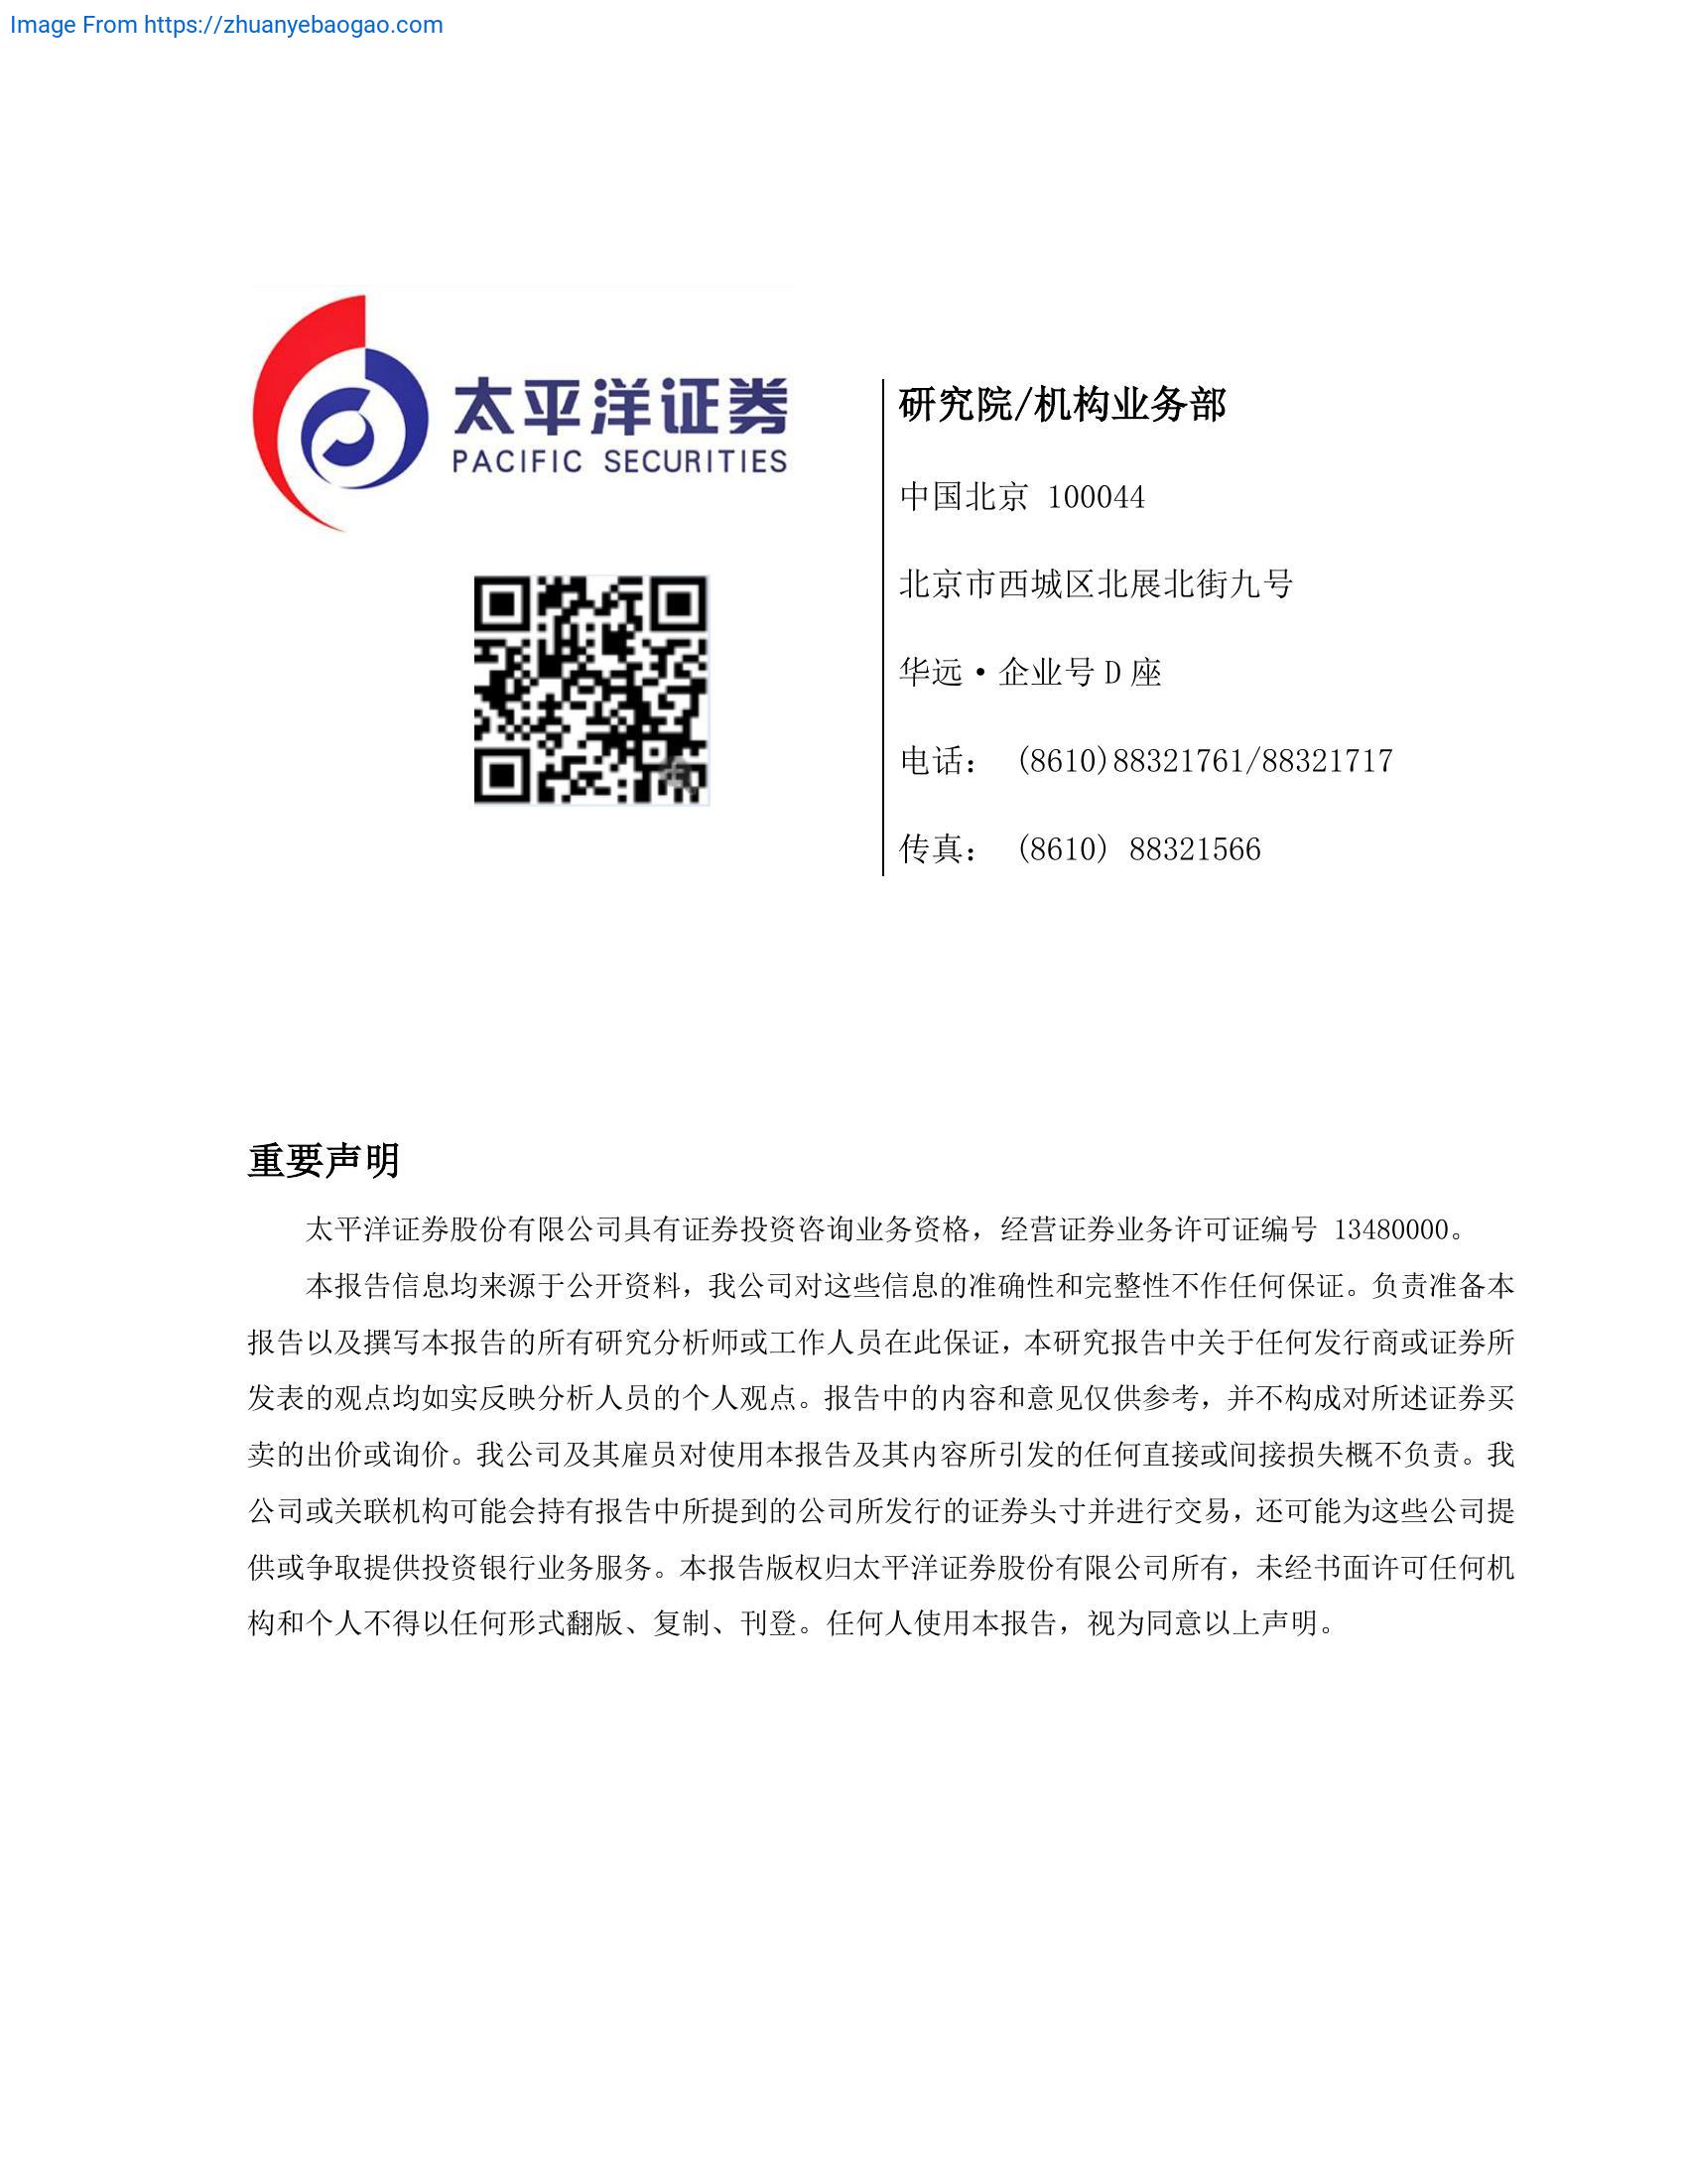 Image From https://zhuanyebaogao.com
太平洋证券
PACIFIC SECURITIES
研究院/机构业务部
中国北京 100044
北京市西城区北展北街九号
华远·企业号 D 座
电话： (8610)88321761/88321717
传真： (8610) 88321566
重要声明
太平洋证券股份有限公司具有证券投资咨询业务资格，经营证券业务许可证编号 13480000。
本报告信息均来源于公开资料，我公司对这些信息的准确性和完整性不作任何保证。负责准备本
报告以及撰写本报告的所有研究分析师或工作人员在此保证，本研究报告中关于任何发行商或证券所
发表的观点均如实反映分析人员的个人观点。报告中的内容和意见仅供参考，并不构成对所述证券买
卖的出价或询价。我公司及其雇员对使用本报告及其内容所引发的任何直接或间接损失概不负责。我
公司或关联机构可能会持有报告中所提到的公司所发行的证券头寸并进行交易，还可能为这些公司提
供或争取提供投资银行业务服务。本报告版权归太平洋证券股份有限公司所有，未经书面许可任何机
构和个人不得以任何形式翻版、复制、刊登。任何人使用本报告，视为同意以上声明。